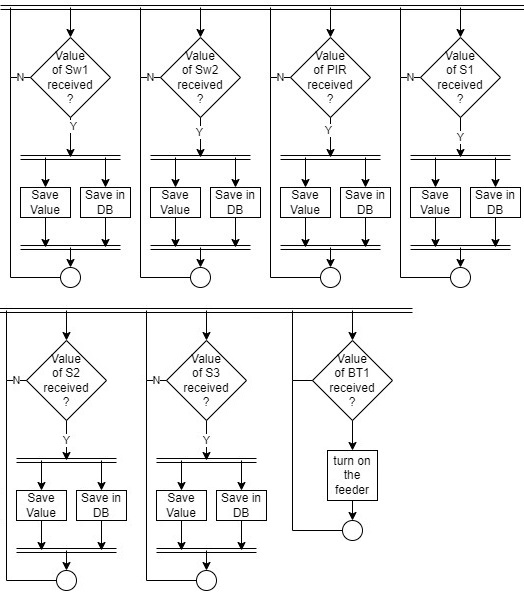 Value
of Sw1
received
?
N
Y
Save
Value
Save in
DB
Value
of Sw2
received
?
N
Y
Save
Value
Save in
DB
Value
of PIR
received
?
N
Y
Save
Value
Save in
DB
Value
of S1
received
?
N
Y
Save
Value
Save in
DB
Value
of S2
received
?
N
Y
Save
Value
Save in
DB
Value
of S3
received
?
N
Y
Save
Value
Save in
DB
Value
of BT1
received
?
turn on
the
feeder